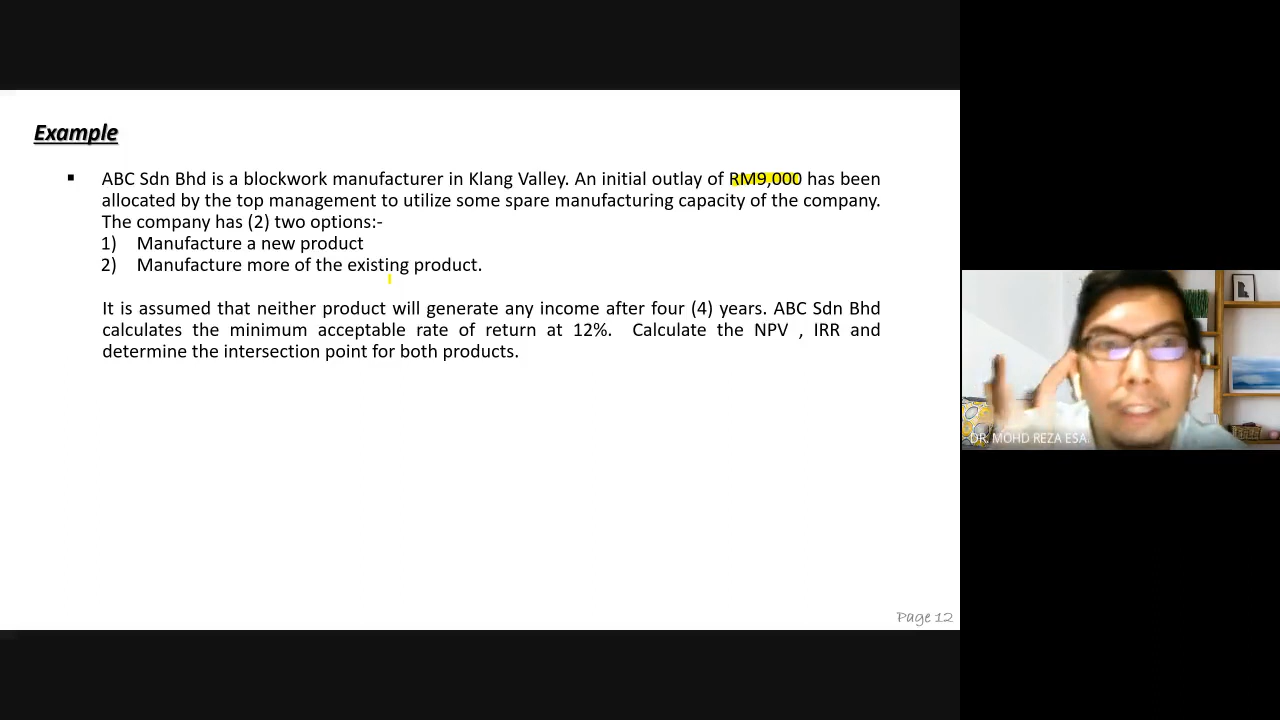 Example
▪ ABC Sdn Bhd is a blockwork manufacturer in Klang Valley. An initial outlay of RM9,000 has been
allocated by the top management to utilize some spare manufacturing capacity of the company.
The company has (2) two options:-
1) Manufacture a new product
2) Manufacture more of the existing product.
It is assumed that neither product will generate any income after four (4) years. ABC Sdn Bhd
calculates the minimum acceptable rate of return at 12%. Calculate the NPV , IRR and
determine the intersection point for both products.
Page 12
DR. MOHD REZA ESA.